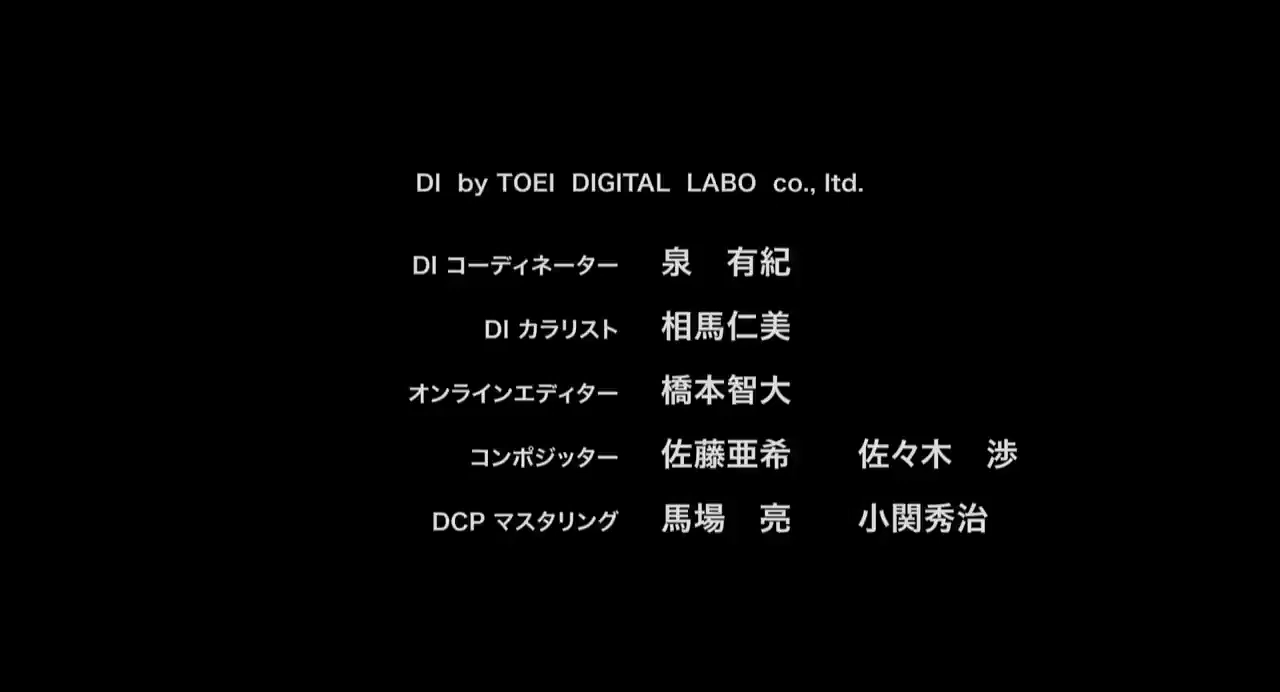 DI by TOEI DIGITAL LABO co., ltd.
DI コーディネーター 泉 有紀
DI カラリスト 相馬仁美
オンラインエディター 橋本智大
コンポジッター 佐藤亜希 佐々木 渉
DCP マスタリング 馬場 亮 小関秀治